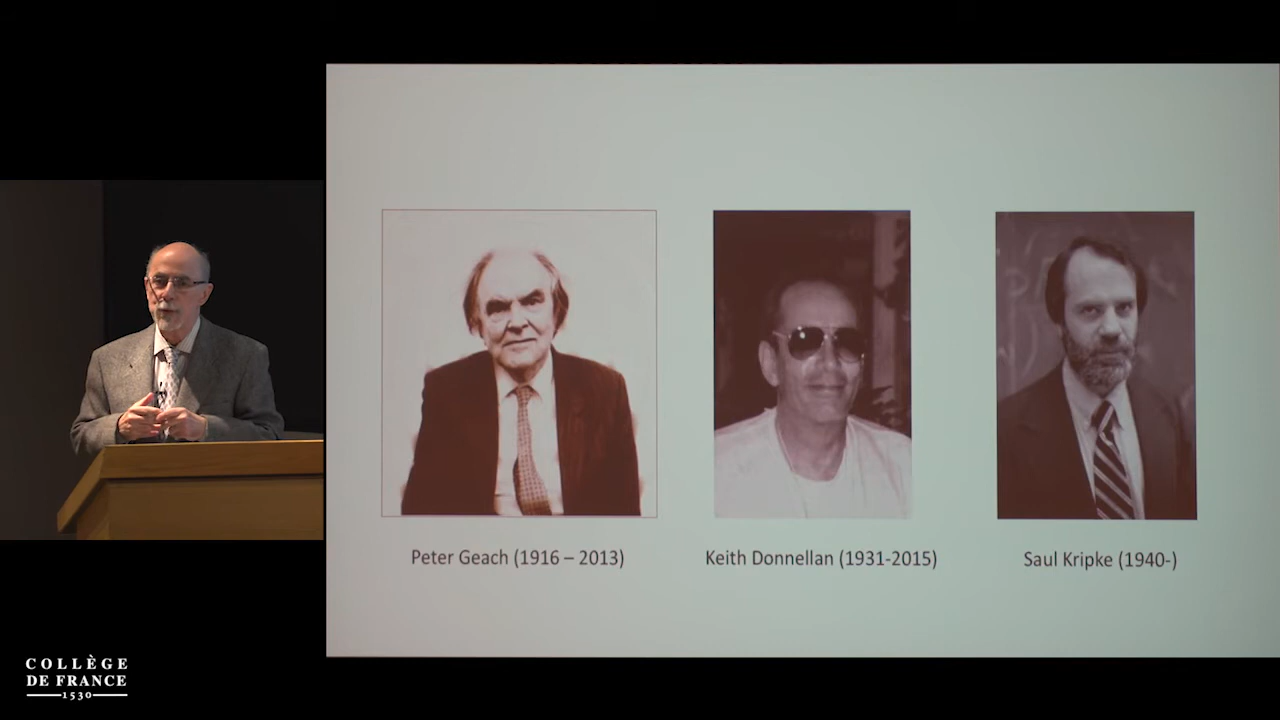 Peter Geach (1916 – 2013)
Keith Donnellan (1931-2015)
Saul Kripke (1940-)
COLLÈGE
DE FRANCE
1530